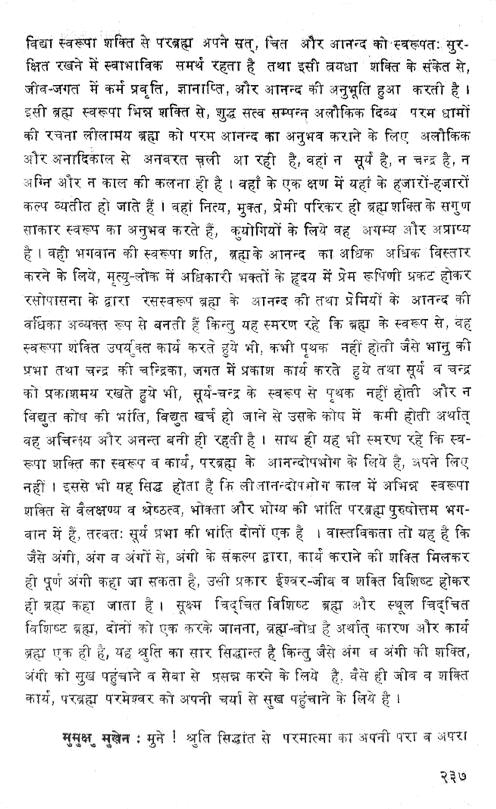 विद्या स्वरूपा शक्ति से परब्रह्म अपने सत्, चित और आनन्द को स्वरूपतः सुर-
क्षित रखने में स्वाभाविक समर्थ रहता है तथा इसी त्रयधा शक्ति के संकेत से,
जीव-जगत में कर्म प्रवृति, ज्ञानाप्ति, और आनन्द की अनुभूति हुआ करती है ।
इसी ब्रह्म स्वरूपा भिन्न शक्ति से, शुद्ध सत्व सम्पन्न अलौकिक दिव्य परम धामों
की रचना लीलामय ब्रह्म को परम आनन्द का अनुभव कराने के लिए अलौकिक
और अनादिकाल से अनवरत चली आ रही है, वहां न सूर्य है, न चन्द्र है, न
अग्नि और न काल की कलना ही है । वहाँ के एक क्षण में यहां के हजारों-हजारों
कल्प व्यतीत हो जाते हैं । वहां नित्य, मुक्त, प्रेमी परिकर ही ब्रह्म शक्ति के सगुण
साकार स्वरूप का अनुभव करते हैं, कुयोगियों के लिये वह अगम्य और अप्राप्य
है । वही भगवान की स्वरूपा शति, ब्रह्म के आनन्द का अधिक अधिक विस्तार
करने के लिये, मृत्यु-लोक में अधिकारी भक्तों के हृदय में प्रेम रूपिणी प्रकट होकर
रसोपासना के द्वारा रसस्वरूप ब्रह्म के आनन्द की तथा प्रेमियों के आनन्द की
वर्धिका अव्यक्त रूप से बनती हैं किन्तु यह स्मरण रहे कि ब्रह्म के स्वरूप से, वह
स्वरूपा शक्ति उपर्युक्त कार्य करते हुये भी, कभी पृथक नहीं होती जैसे भानु की
प्रभा तथा चन्द्र की चन्द्रिका, जगत में प्रकाश कार्य करते हुये तथा सूर्य व चन्द्र
को प्रकाशमय रखते हुये भी, सूर्य-चन्द्र के स्वरूप से पृथक नहीं होती और न
विद्युत कोष की भांति, विद्युत खर्च हो जाने से उसके कोप में कमी होती अर्थात्
वह अचिन्त्य और अनन्त बनी ही रहती है । साथ ही यह भी स्मरण रहे कि स्व-
रूपा शक्ति का स्वरूप व कार्य, परब्रह्म के आनन्दोपभोग के लिये है, अपने लिए
नहीं । इससे भी यह सिद्ध होता है कि लीलानन्दोपभोग काल में अभिन्न स्वरूपा
शक्ति से वैलक्षण्य व श्रेष्ठत्व, भोक्ता और भोग्य की भांति परब्रह्म पुरुषोत्तम भग-
वान में हैं, तत्वतः सूर्य प्रभा की भांति दोनों एक है । वास्तविकता तो यह है कि
जैसे अंगी, अंग व अंगों से, अंगी के संकल्प द्वारा, कार्य कराने की शक्ति मिलकर
ही पूर्ण अंगी कहा जा सकता है, उसी प्रकार ईश्वर-जीव व शक्ति विशिष्ट होकर
ही ब्रह्म कहा जाता है । सूक्ष्म चिद्चित विशिष्ट ब्रह्म और स्थूल चिद्चित
विशिष्ट ब्रह्म, दोनों को एक करके जानना, ब्रह्म-बोध है अर्थात् कारण और कार्य
ब्रह्म एक ही हैं, यह श्रुति का सार सिद्धान्त है किन्तु जैसे अंग व अंगी की शक्ति,
अंगी को सुख पहुंचाने व सेवा से प्रसन्न करने के लिये हैं, वैसे ही जीव व शक्ति
कार्य, परब्रह्म परमेश्वर को अपनी चर्या से सुख पहुंचाने के लिये है ।
मुमुक्षु मुखेन : मुने ! श्रुति सिद्धांत से परमात्मा का अपनी परा व अपरा
२३७